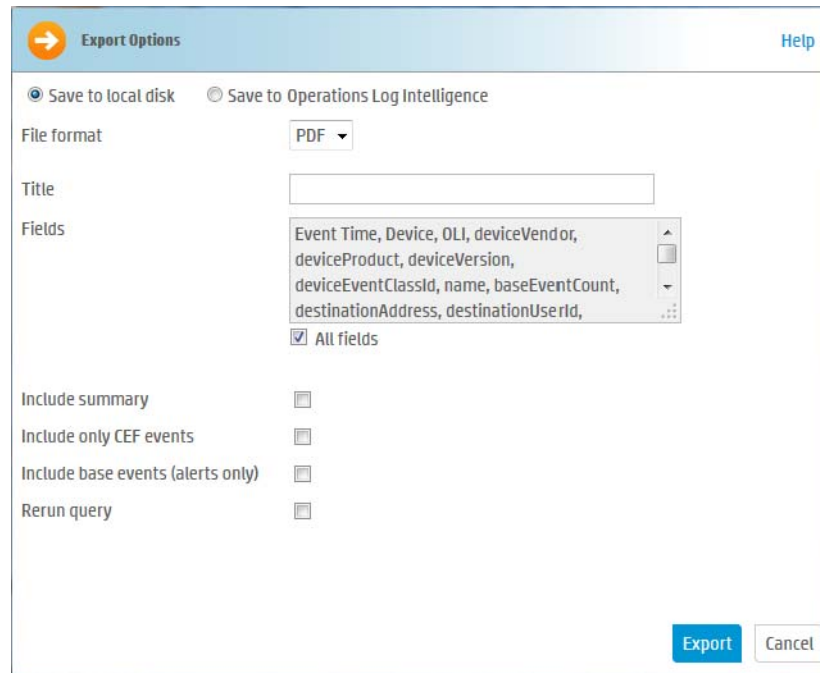 Export Options
Help
Save to local disk Save to Operations Log Intelligence
File format PDF
Title
Fields Event Time, Device, OLI, deviceVendor,
deviceProduct, deviceVersion,
deviceEventClassId, name, baseEventCount,
destinationAddress, destinationUserId,
All fields
Include summary
Include only CEF events
Include base events (alerts only)
Rerun query
Export Cancel